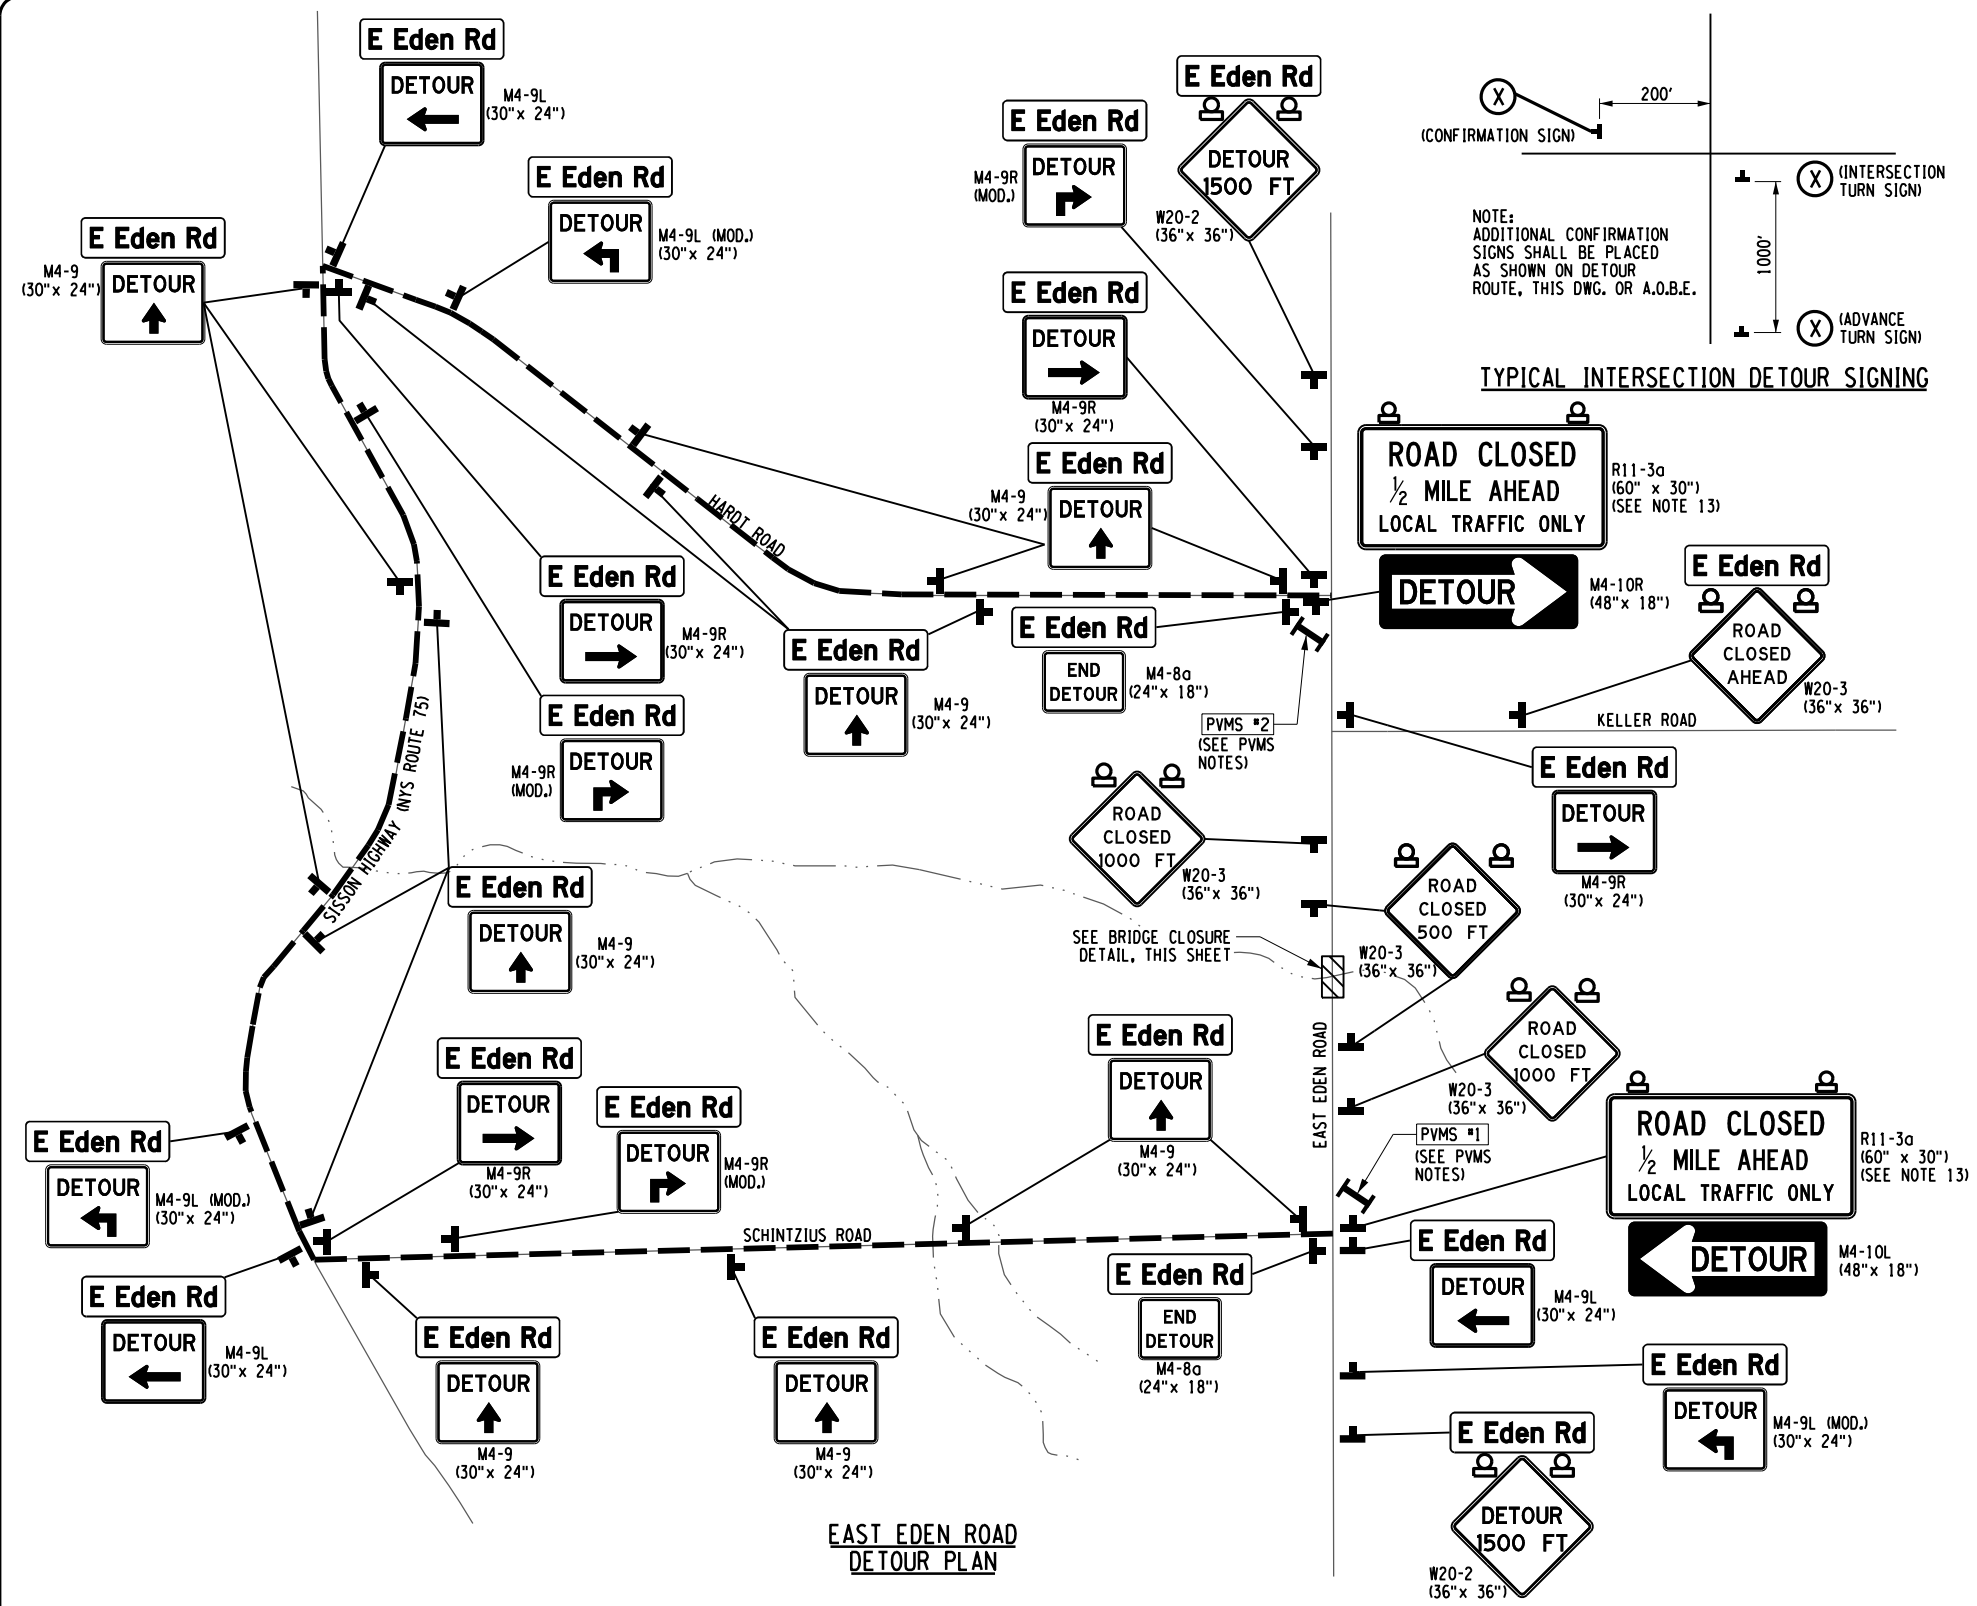 E Eden Rd
DETOUR
M4-9L
(30"x 24")
E Eden Rd
DETOUR
M4-9L (MOD.)
(30"x 24")
E Eden Rd
DETOUR
M4-9
(30"x 24")
E Eden Rd
DETOUR
M4-9R
(MOD.)
E Eden Rd
DETOUR
1500 FT
W20-2
(36"x 36")
E Eden Rd
DETOUR
M4-9R
(30"x 24")
E Eden Rd
DETOUR
M4-9
(30"x 24")
X
(CONFIRMATION SIGN)
200'
X
(INTERSECTION
TURN SIGN)
1000'
X
(ADVANCE
TURN SIGN)
NOTE:
ADDITIONAL CONFIRMATION
SIGNS SHALL BE PLACED
AS SHOWN ON DETOUR
ROUTE, THIS DWG. OR A.O.B.E.
TYPICAL INTERSECTION DETOUR SIGNING
ROAD CLOSED
½ MILE AHEAD
LOCAL TRAFFIC ONLY
R11-3a
(60" x 30")
(SEE NOTE 13)
DETOUR
M4-10R
(48"x 18")
E Eden Rd
ROAD
CLOSED
AHEAD
W20-3
(36"x 36")
KELLER ROAD
HARDT ROAD
E Eden Rd
DETOUR
M4-9R
(30"x 24")
E Eden Rd
DETOUR
M4-9R
(MOD.)
E Eden Rd
DETOUR
M4-9
(30"x 24")
E Eden Rd
END
DETOUR
M4-8a
(24"x 18")
PVMS #2
(SEE PVMS
NOTES)
E Eden Rd
DETOUR
M4-9R
(30"x 24")
ROAD
CLOSED
1000 FT
W20-3
(36"x 36")
ROAD
CLOSED
500 FT
W20-3
(36"x 36")
SEE BRIDGE CLOSURE
DETAIL, THIS SHEET
SISSON HIGHWAY (NYS ROUTE 75)
E Eden Rd
DETOUR
M4-9
(30"x 24")
ROAD
CLOSED
1000 FT
W20-3
(36"x 36")
EAST EDEN ROAD
PVMS #1
(SEE PVMS
NOTES)
ROAD CLOSED
½ MILE AHEAD
LOCAL TRAFFIC ONLY
R11-3a
(60" x 30")
(SEE NOTE 13)
DETOUR
M4-10L
(48"x 18")
E Eden Rd
DETOUR
M4-9L (MOD.)
(30"x 24")
E Eden Rd
DETOUR
M4-9R
(30"x 24")
E Eden Rd
DETOUR
M4-9R
(MOD.)
E Eden Rd
DETOUR
M4-9
(30"x 24")
SCHINTZIUS ROAD
E Eden Rd
DETOUR
M4-9L
(30"x 24")
E Eden Rd
DETOUR
M4-9
(30"x 24")
E Eden Rd
DETOUR
M4-9
(30"x 24")
E Eden Rd
END
DETOUR
M4-8a
(24"x 18")
E Eden Rd
DETOUR
M4-9L
(30"x 24")
E Eden Rd
DETOUR
M4-9L (MOD.)
(30"x 24")
E Eden Rd
DETOUR
1500 FT
W20-2
(36"x 36")
EAST EDEN ROAD
DETOUR PLAN